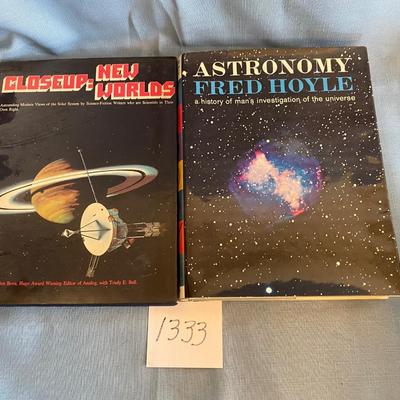 CLOSEUP: NEW
WORLDS
Astounding Modern Views of the Solar System by Science-Fiction Writers who are Scientists in Their
Own Right.
Ben Bova, Hugo Award Winning Editor of Analog, with Trudy E. Bell.
ASTRONOMY
FRED HOYLE
a history of man's investigation of the universe
1333